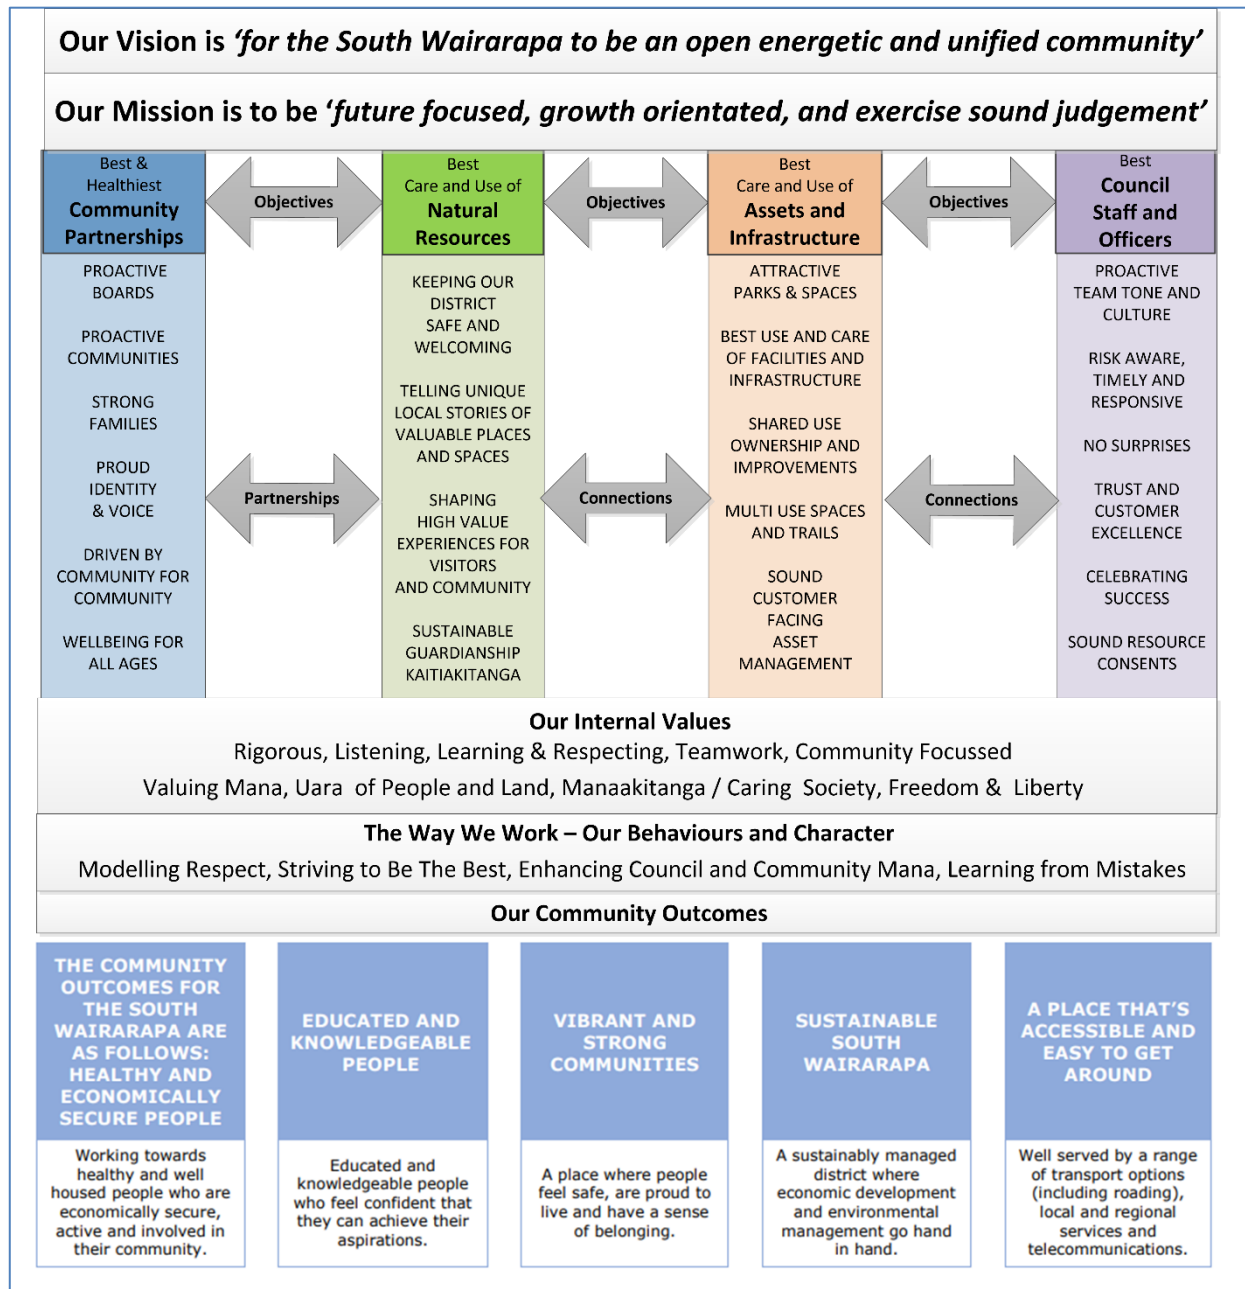 Our Vision is ‘for the South Wairarapa to be an open energetic and unified community’
Our Mission is to be ‘future focused, growth orientated, and exercise sound judgement’
Best &
Healthiest
Community
Partnerships
Objectives
Best
Care and Use of
Natural
Resources
Objectives
Best
Care and Use of
Assets and
Infrastructure
Objectives
Best
Council
Staff and
Officers
PROACTIVE
BOARDS
PROACTIVE
COMMUNITIES
STRONG
FAMILIES
PROUD
IDENTITY
& VOICE
DRIVEN BY
COMMUNITY FOR
COMMUNITY
WELLBEING FOR
ALL AGES
Partnerships
KEEPING OUR
DISTRICT
SAFE AND
WELCOMING
TELLING UNIQUE
LOCAL STORIES OF
VALUABLE PLACES
AND SPACES
SHAPING
HIGH VALUE
EXPERIENCES FOR
VISITORS
AND COMMUNITY
SUSTAINABLE
GUARDIANSHIP
KAITIAKITANGA
Connections
ATTRACTIVE
PARKS & SPACES
BEST USE AND CARE
OF FACILITIES AND
INFRASTRUCTURE
SHARED USE
OWNERSHIP AND
IMPROVEMENTS
MULTI USE SPACES
AND TRAILS
SOUND
CUSTOMER
FACING
ASSET
MANAGEMENT
Connections
PROACTIVE
TEAM TONE AND
CULTURE
RISK AWARE,
TIMELY AND
RESPONSIVE
NO SURPRISES
TRUST AND
CUSTOMER
EXCELLENCE
CELEBRATING
SUCCESS
SOUND RESOURCE
CONSENTS
Our Internal Values
Rigorous, Listening, Learning & Respecting, Teamwork, Community Focussed
Valuing Mana, Uara of People and Land, Manaakitanga / Caring Society, Freedom & Liberty
The Way We Work – Our Behaviours and Character
Modelling Respect, Striving to Be The Best, Enhancing Council and Community Mana, Learning from Mistakes
Our Community Outcomes
THE COMMUNITY
OUTCOMES FOR
THE SOUTH
WAIRARAPA ARE
AS FOLLOWS:
HEALTHY AND
ECONOMICALLY
SECURE PEOPLE
Working towards
healthy and well
housed people who are
economically secure,
active and involved in
their community.
EDUCATED AND
KNOWLEDGEABLE
PEOPLE
Educated and
knowledgeable people
who feel confident that
they can achieve their
aspirations.
VIBRANT AND
STRONG
COMMUNITIES
A place where people
feel safe, are proud to
live and have a sense
of belonging.
SUSTAINABLE
SOUTH
WAIRARAPA
A sustainably managed
district where
economic development
and environmental
management go hand
in hand.
A PLACE THAT'S
ACCESSIBLE AND
EASY TO GET
AROUND
Well served by a range
of transport options
(including roading),
local and regional
services and
telecommunications.